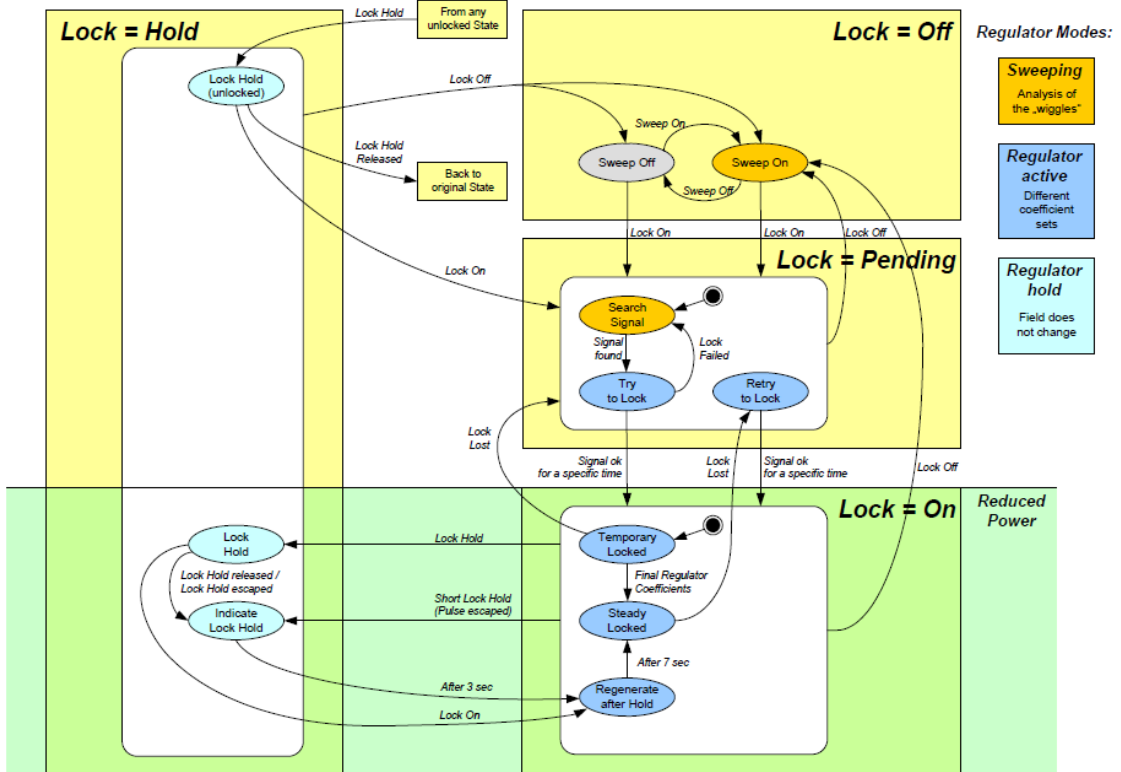 Lock = Hold
Lock Hold
From any
unlocked State
Lock = Off
Regulator Modes:
Lock Hold
(unlocked)
Lock Off
Sweeping
Analysis of
the „wiggles”
Sweep On
Lock Hold
Released
Back to
original State
Sweep Off
Sweep On
Sweep Off
Regulator
active
Different
coefficient
sets
Lock On
Lock On
Lock Off
Lock = Pending
Lock On
Regulator
hold
Field does
not change
Search
Signal
Signal
found
Lock
Failed
Try
to Lock
Retry
to Lock
Lock
Lost
Signal ok
for a specific time
Lock
Lost
Signal ok
for a specific time
Lock Off
Lock = On
Reduced
Power
Lock
Hold
Lock Hold
Temporary
Locked
Lock Hold released /
Lock Hold escaped
Final Regulator
Coefficients
Short Lock Hold
(Pulse escaped)
Indicate
Lock Hold
Steady
Locked
After 7 sec
After 3 sec
Regenerate
after Hold
Lock On